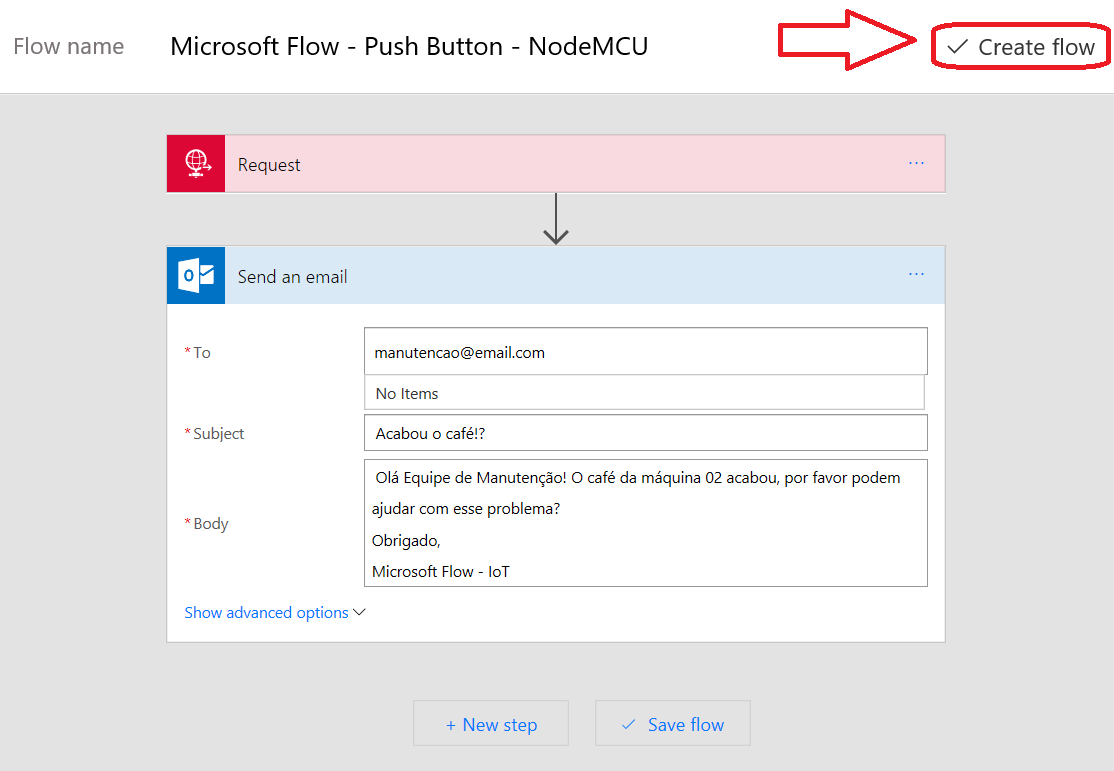 Flow name
Microsoft Flow - Push Button - NodeMCU
Create flow
Request
...
Send an email
...
* To
manutencao@email.com
No Items
* Subject
Acabou o café!?
* Body
Olá Equipe de Manutenção! O café da máquina 02 acabou, por favor podem
ajudar com esse problema?
Obrigado,
Microsoft Flow - IoT
Show advanced options
+ New step
Save flow